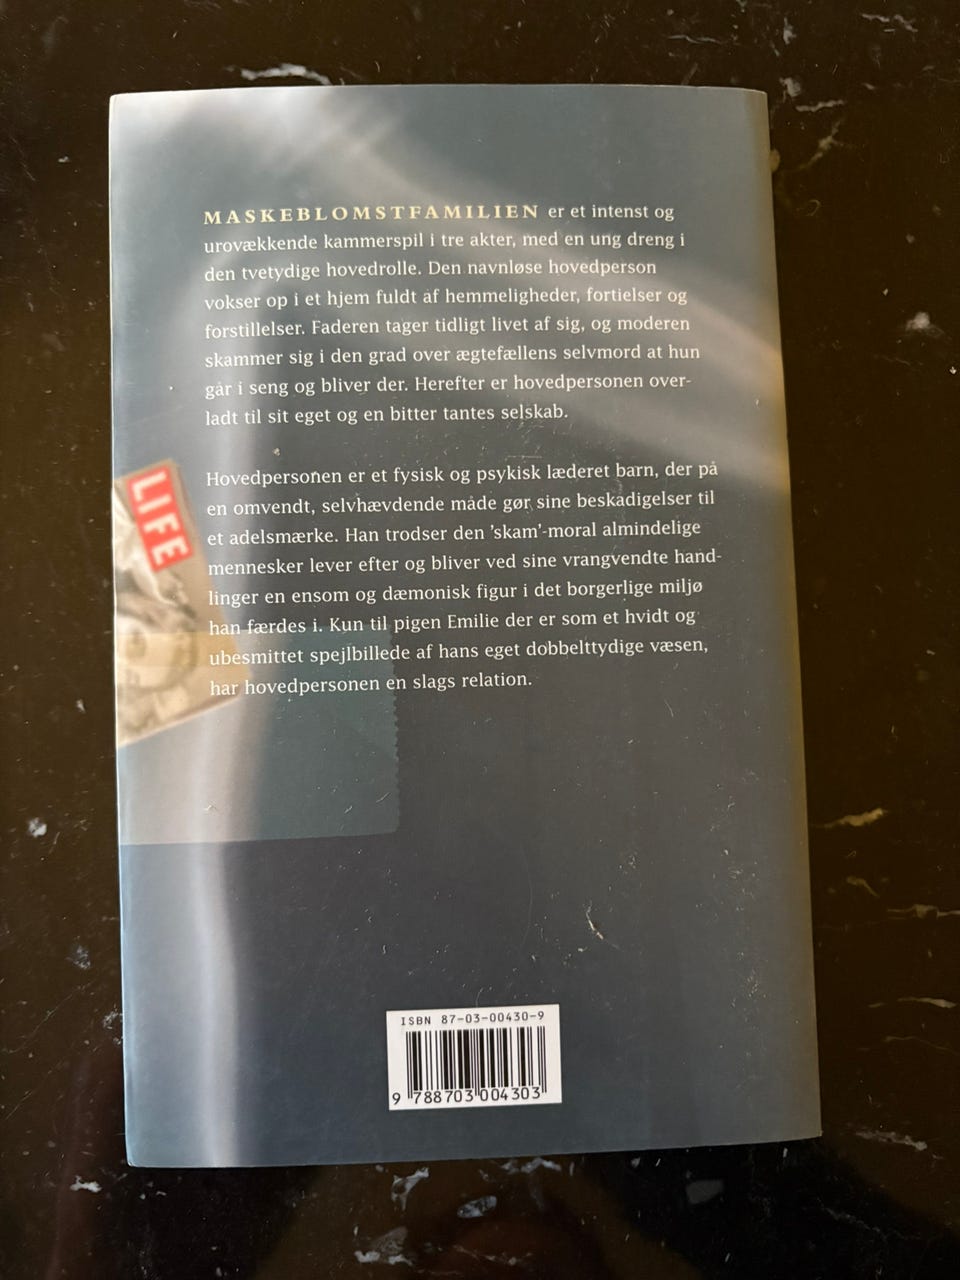 MASKEBLOMSTFAMILIEN er et intenst og
urovækkende kammerspil i tre akter, med en ung dreng i
den tvetydige hovedrolle. Den navnløse hovedperson
vokser op i et hjem fuldt af hemmeligheder, fortielser og
forstillelser. Faderen tager tidligt livet af sig, og moderen
skammer sig i den grad over ægtefællens selvmord at hun
går i seng og bliver der. Herefter er hovedpersonen over-
ladt til sit eget og en bitter tantes selskab.
Hovedpersonen er et fysisk og psykisk læderet barn, der på
en omvendt, selvhævdende måde gør sine beskadigelser til
et adelsmærke. Han trodser den 'skam'-moral almindelige
mennesker lever efter og bliver ved sine vrangvendte hand-
linger en ensom og dæmonisk figur i det borgerlige miljø
han færdes i. Kun til pigen Emilie der er som et hvidt og
ubesmittet spejlbillede af hans eget dobbelttydige væsen,
har hovedpersonen en slags relation.
LIFE
ISBN 87-03-00430-9
9 788703 004303